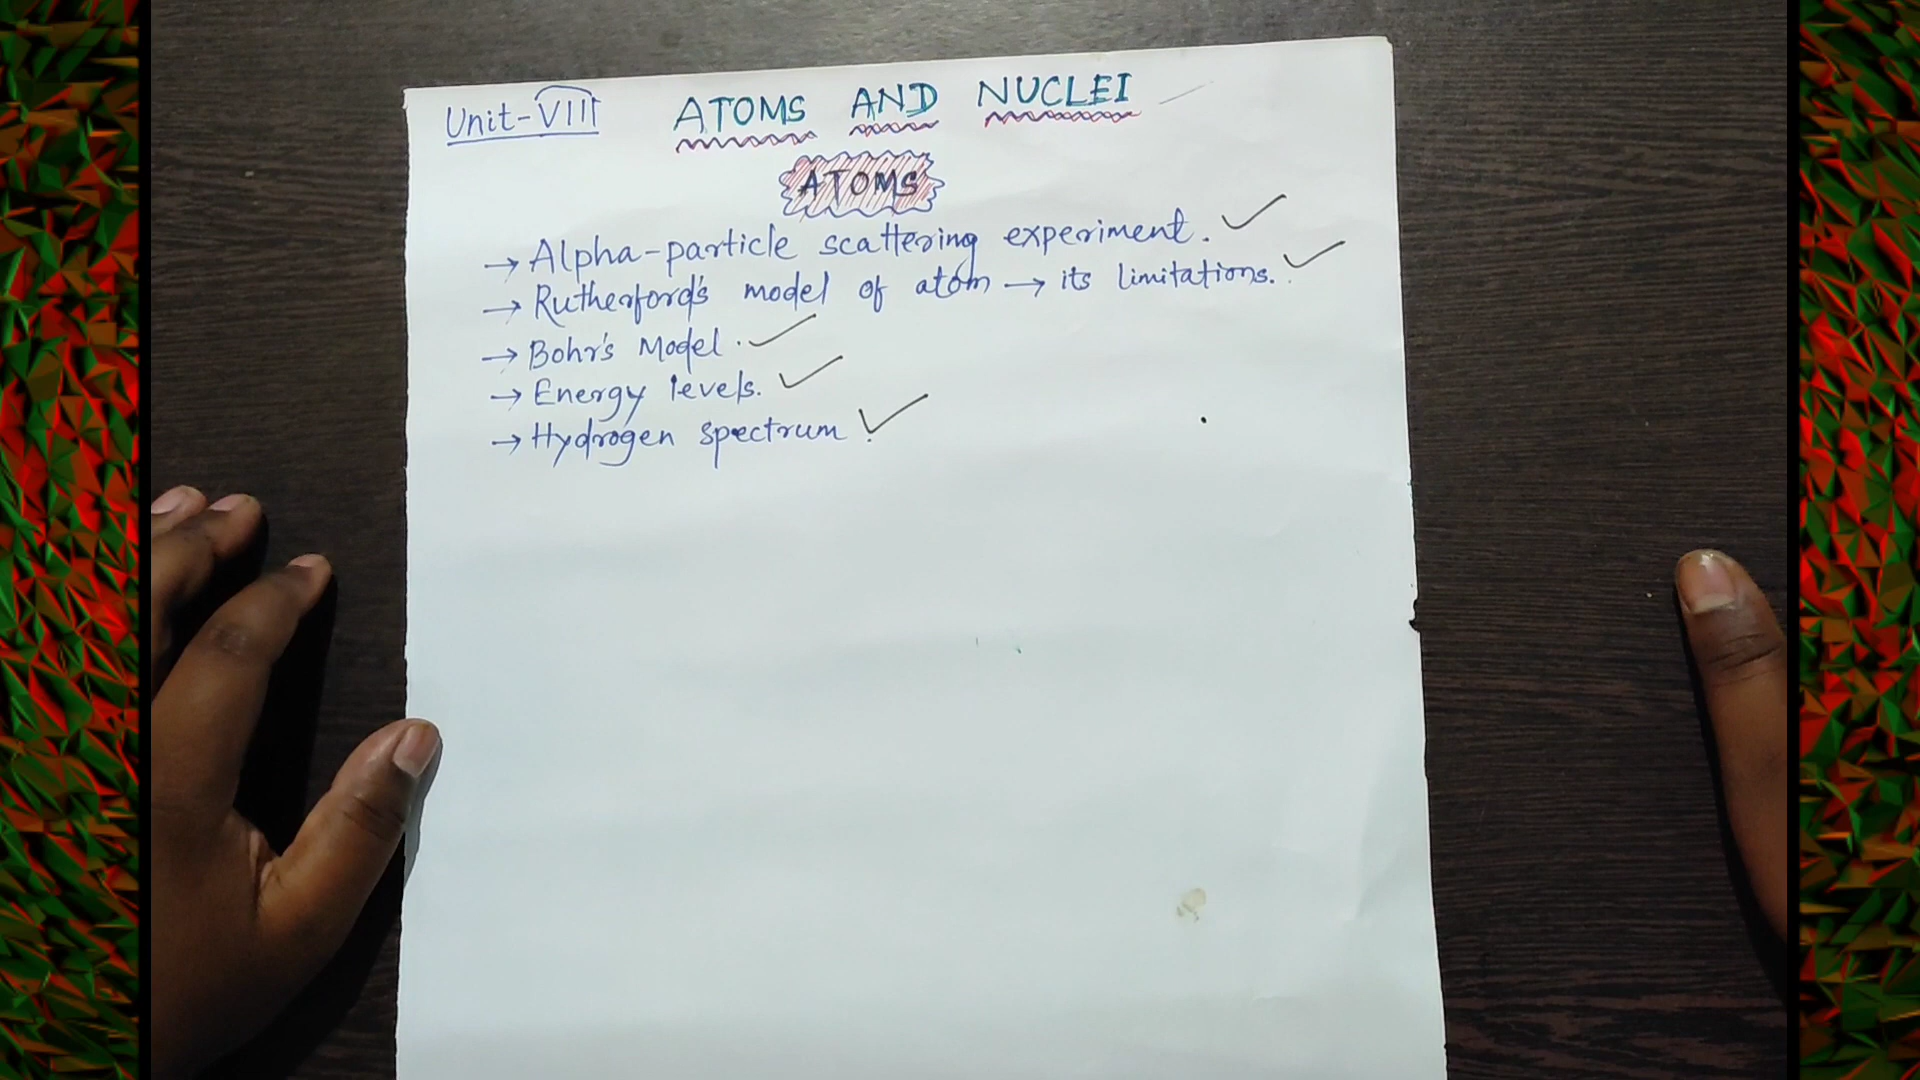 Unit-VIII ATOMS AND NUCLEI
ATOMS
→ Alpha-particle scattering experiment.
→ Rutherford's model of atom → its limitations.
→ Bohr's Model.
→ Energy levels.
→ Hydrogen spectrum.